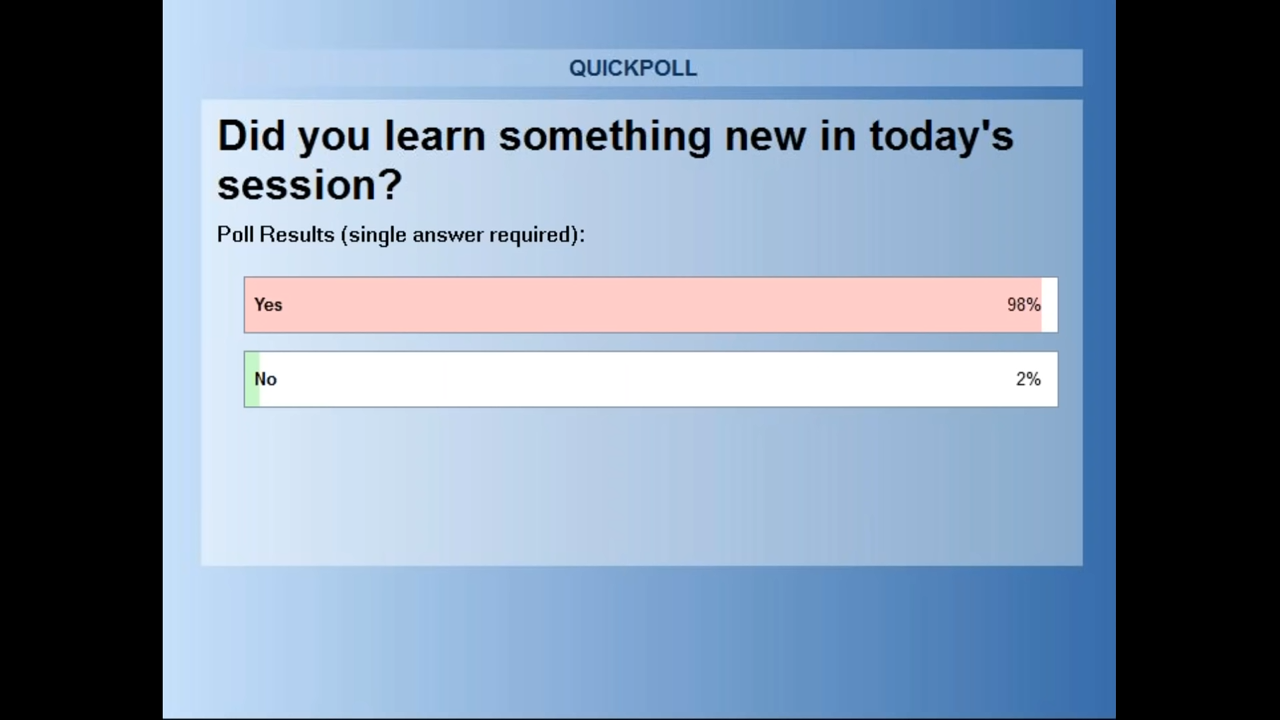 QUICKPOLL
Did you learn something new in today's
session?
Poll Results (single answer required):
Yes 98%
No 2%